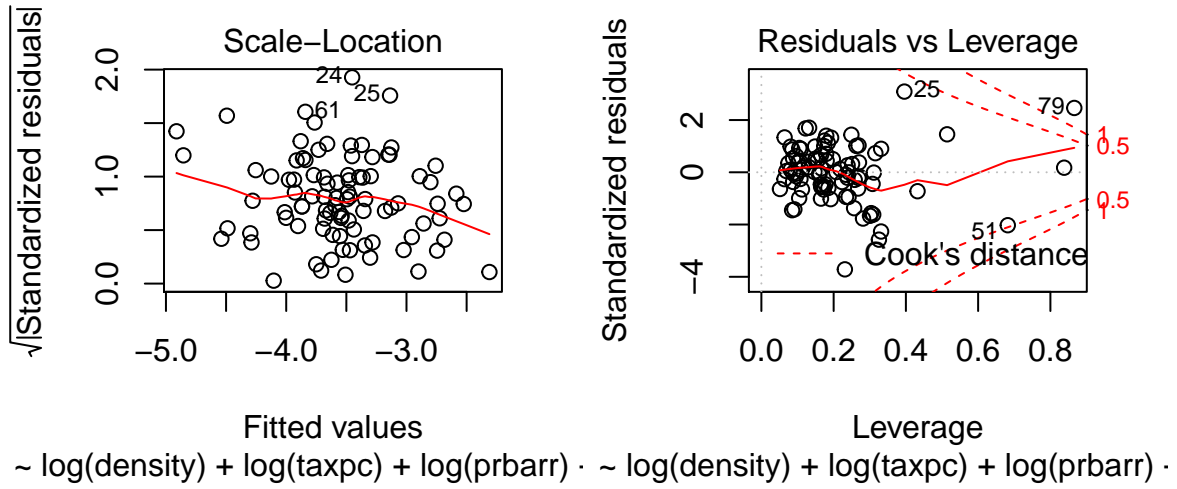 Scale−Location
√|Standardized residuals|
0.0 1.0 2.0
24
25
61
−5.0 −4.0 −3.0
Fitted values
~ log(density) + log(taxpc) + log(prbarr) ·
Residuals vs Leverage
Standardized residuals
−4 0 2
25
79
51
1
0.5
0.5
1
Cook's distance
0.0 0.2 0.4 0.6 0.8
Leverage
~ log(density) + log(taxpc) + log(prbarr) ·